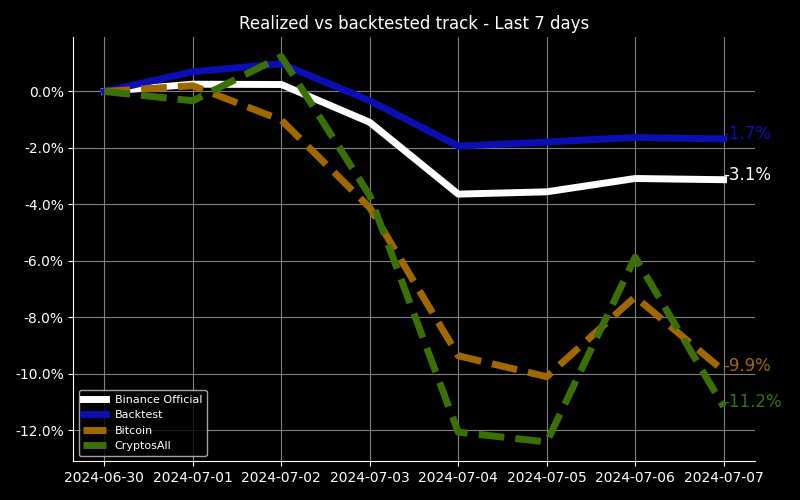 Realized vs backtested track - Last 7 days
0.0%
-2.0%
-4.0%
-6.0%
-8.0%
-10.0%
-12.0%
-1.7%
-3.1%
-9.9%
-11.2%
Binance Official
Backtest
Bitcoin
CryptosAll
2024-06-30 2024-07-01 2024-07-02 2024-07-03 2024-07-04 2024-07-05 2024-07-06 2024-07-07